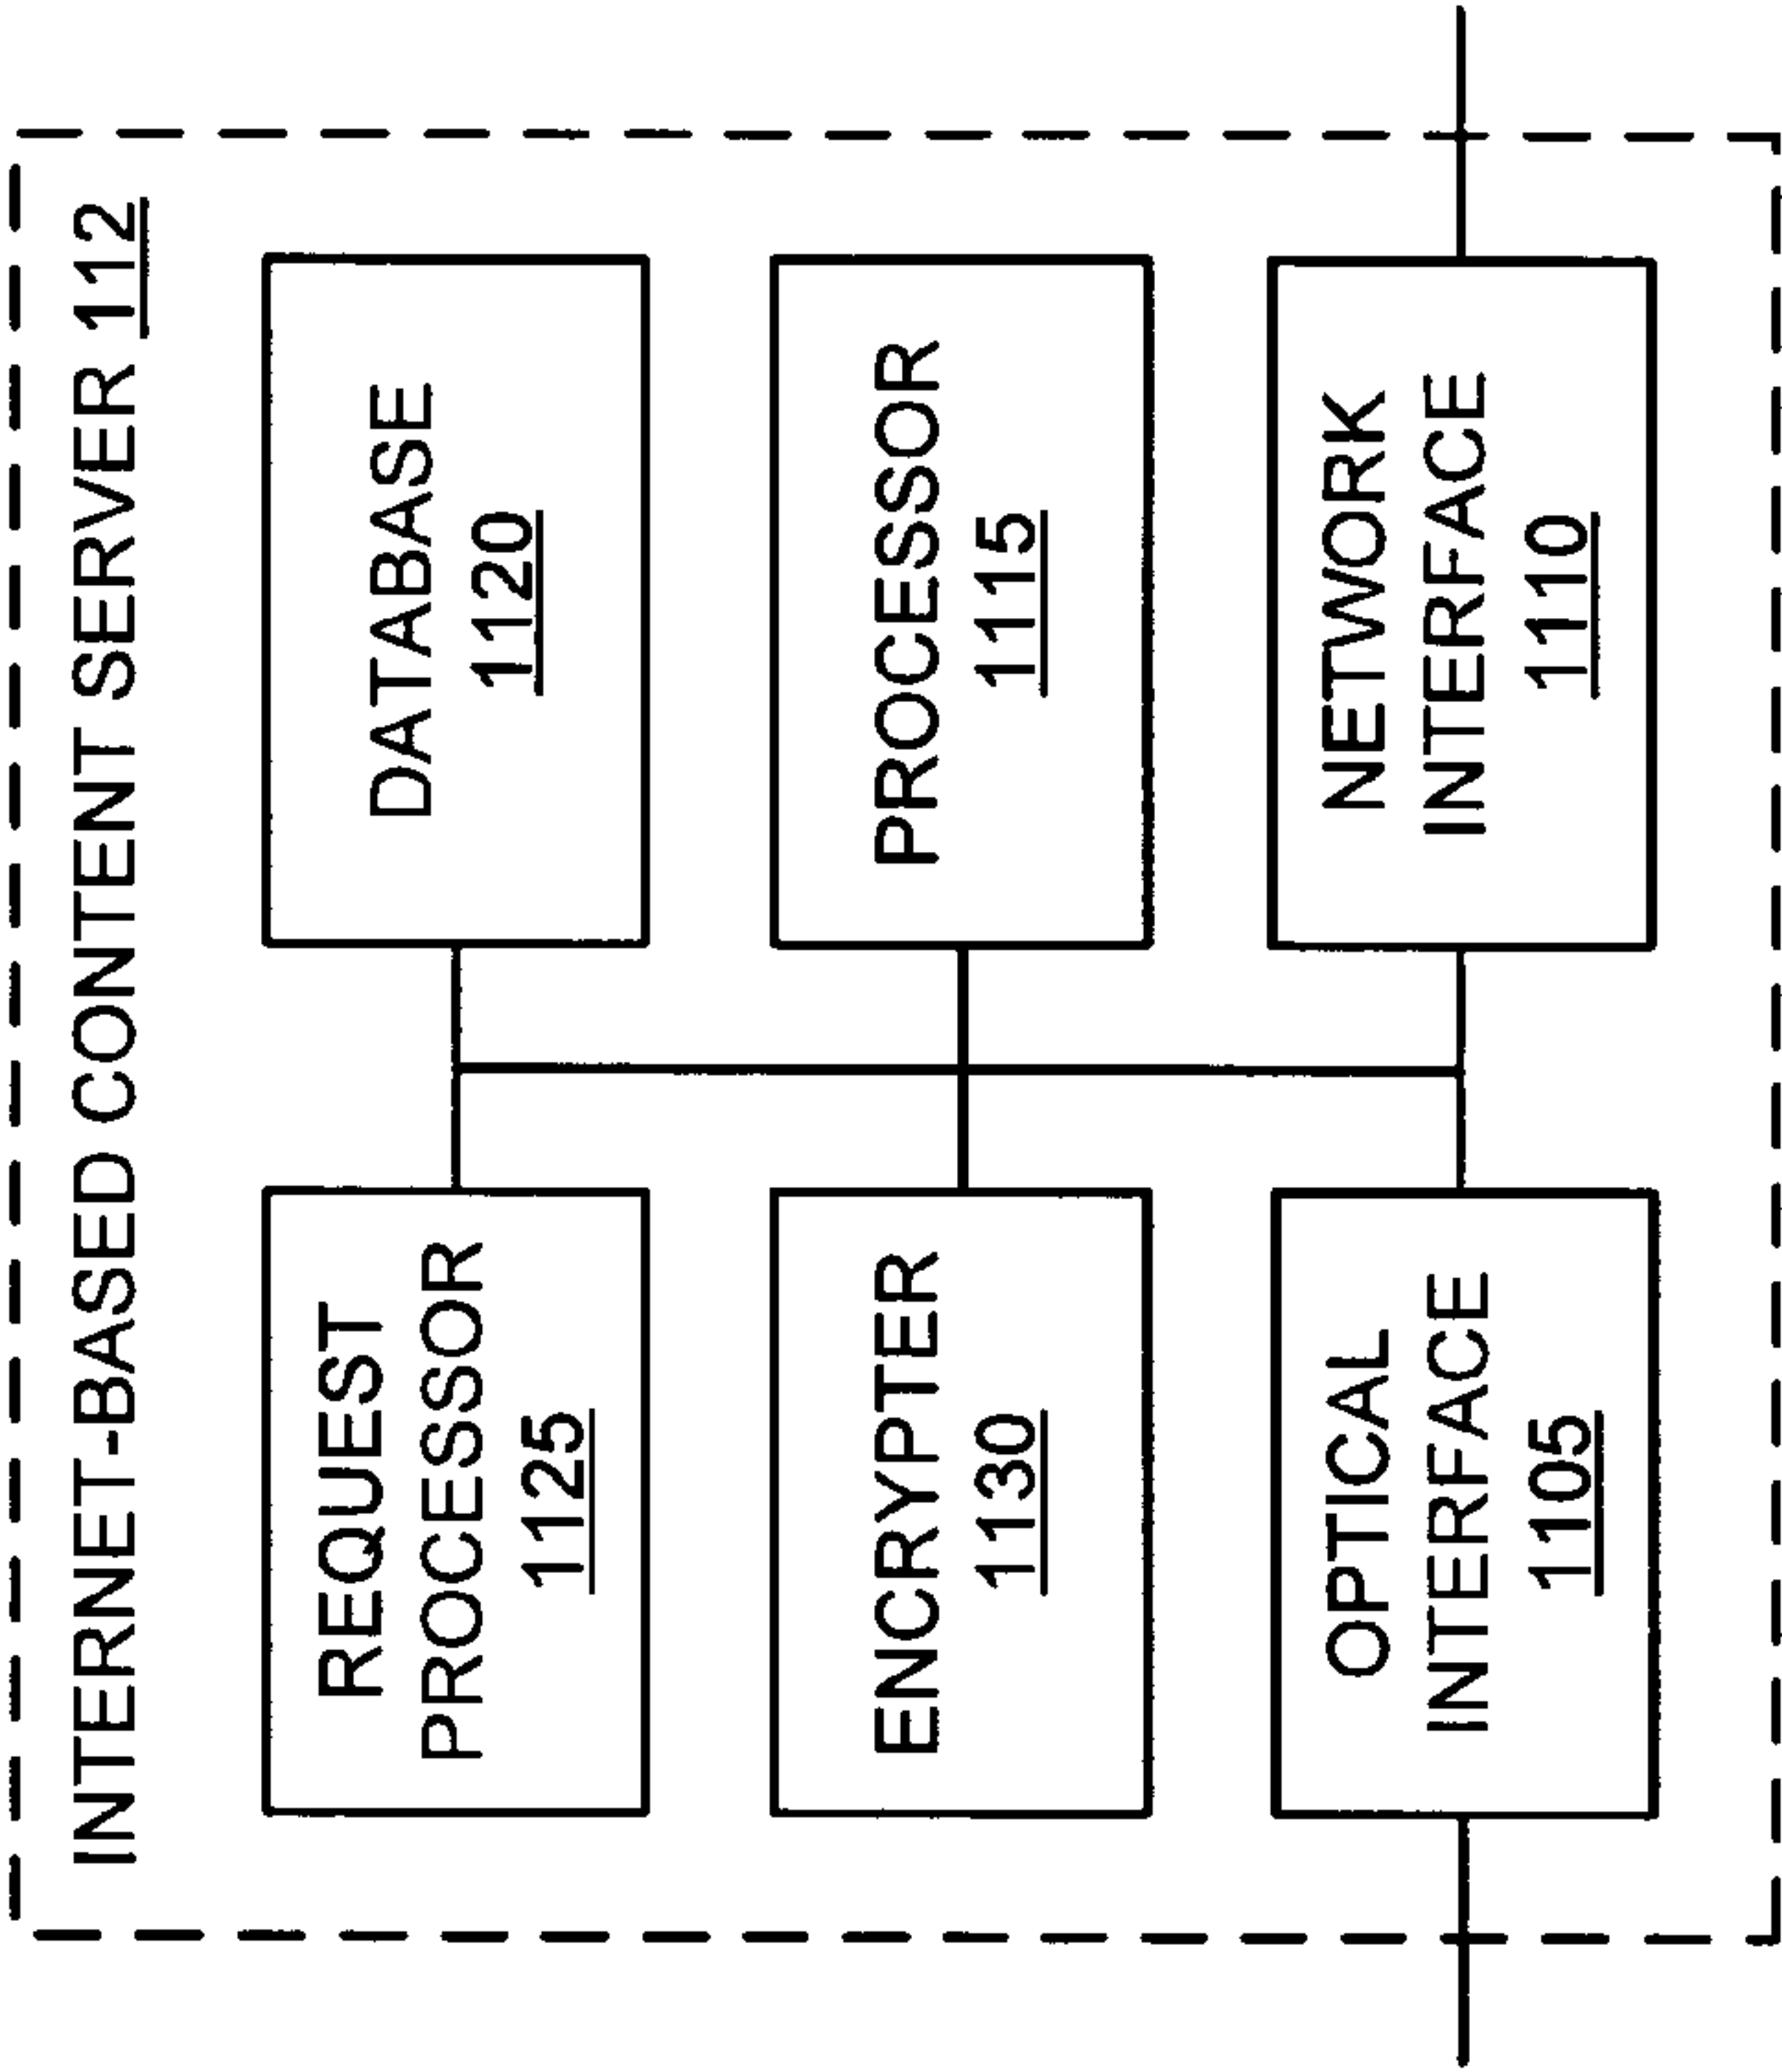 INTERNET-BASED CONTENT SERVER 112
REQUEST
PROCESSOR
1125
DATABASE
1120
ENCRYPTER
1130
PROCESSOR
1115
OPTICAL
INTERFACE
1105
NETWORK
INTERFACE
1110